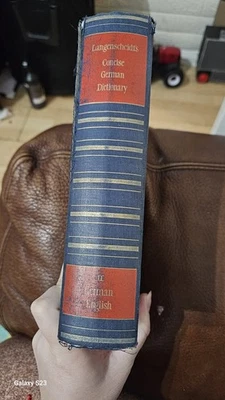 Langenscheidt's
Concise
German
Dictionary
German
English
Galaxy S23